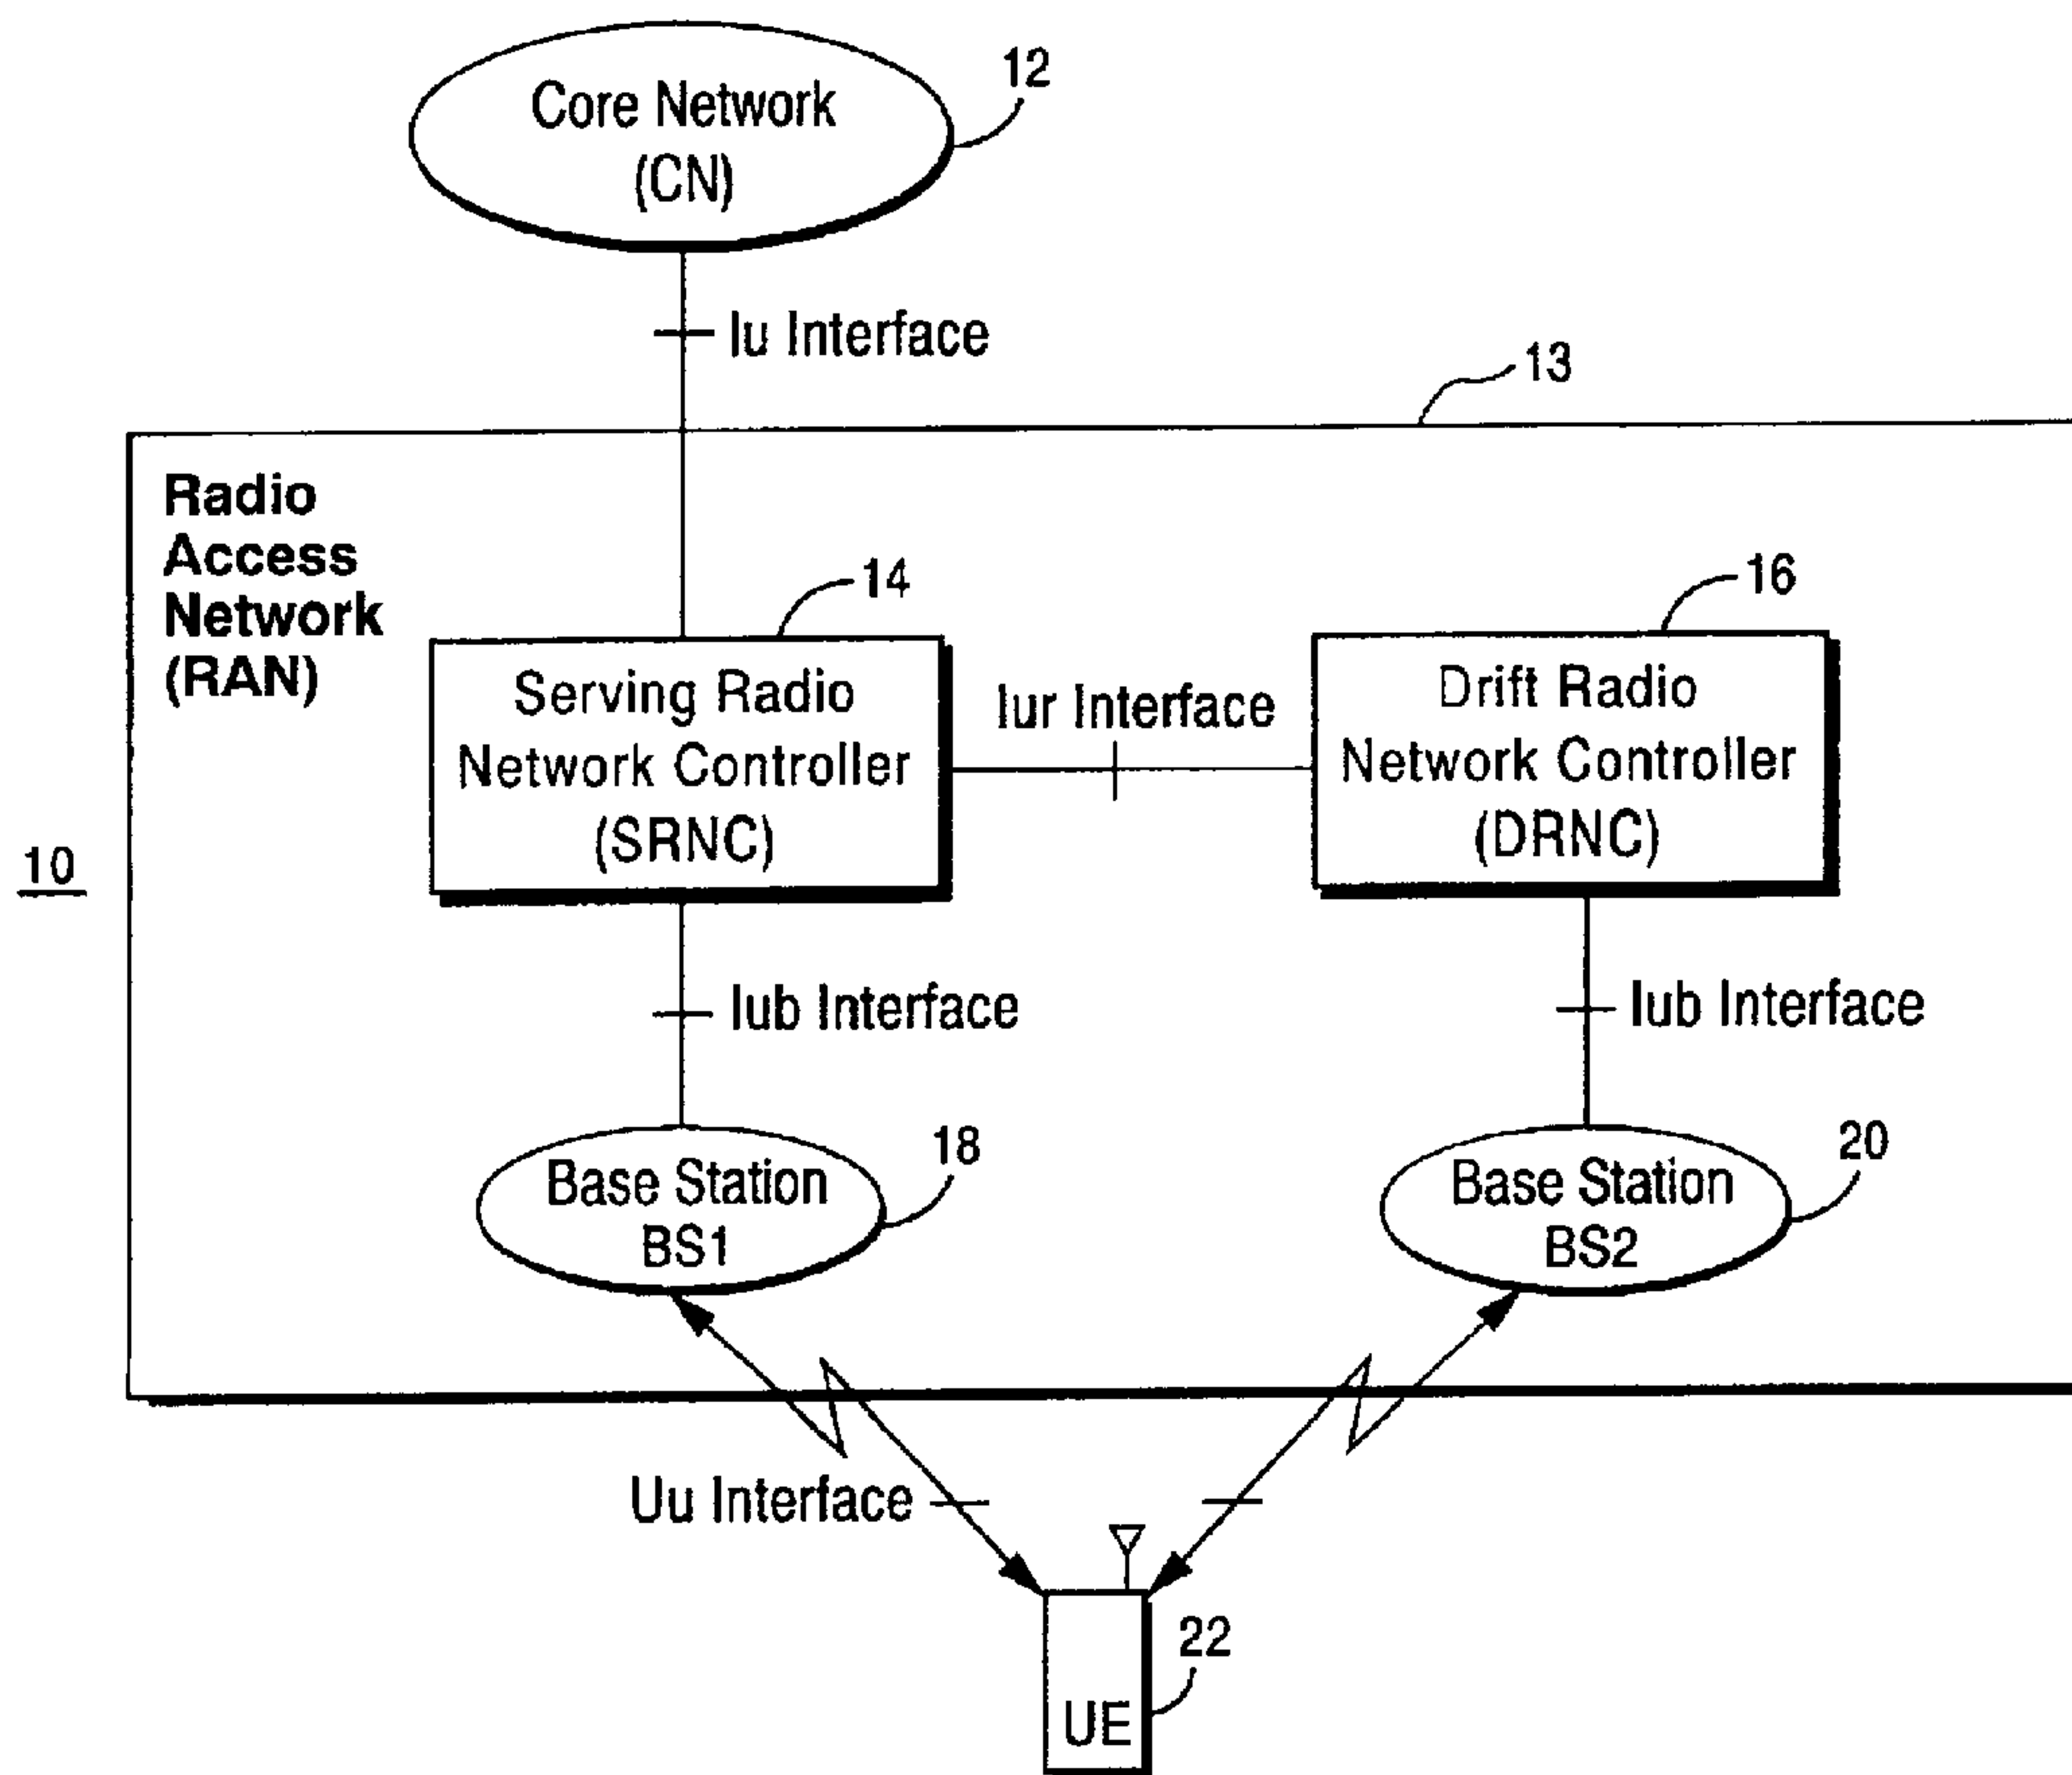 Core Network
(CN)
12
Iu Interface
13
Radio
Access
Network
(RAN)
14
16
Serving Radio
Network Controller
(SRNC)
Iur Interface
Drift Radio
Network Controller
(DRNC)
10
Iub Interface
Iub Interface
Base Station
BS1
18
Base Station
BS2
20
Uu Interface
UE
22